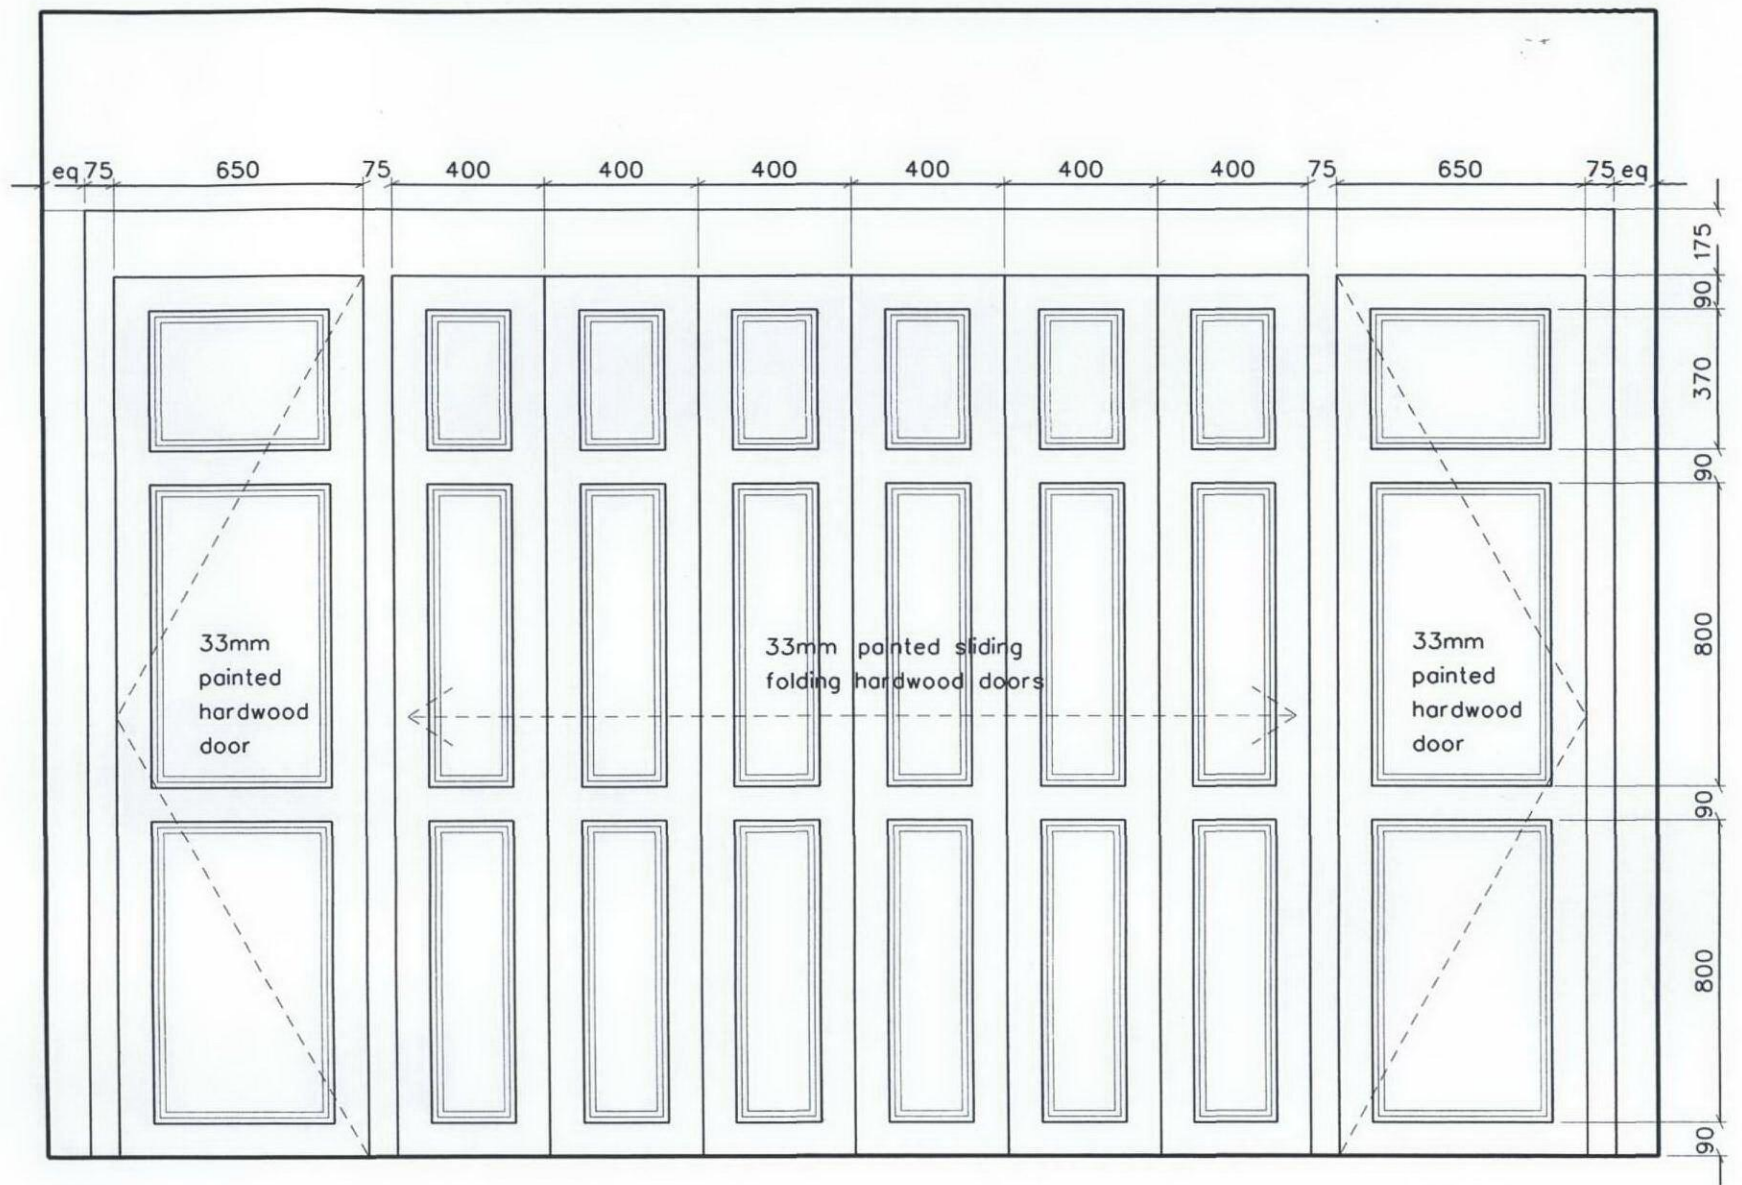 eq 75 650 75 400 400 400 400 400 400 75 650 75 eq
175
90
370
90
800
90
800
90
33mm
painted
hardwood
door
33mm painted sliding
folding hardwood doors
33mm
painted
hardwood
door